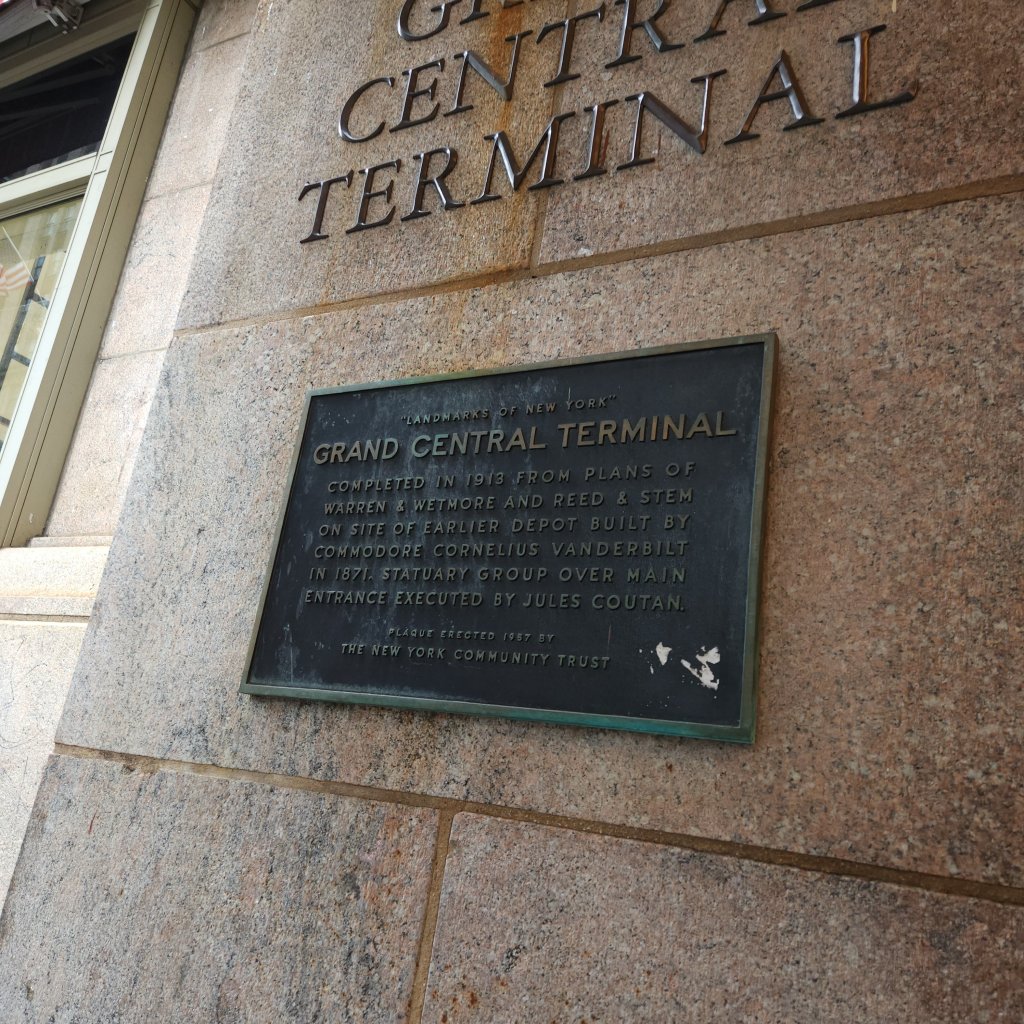 GRAND
CENTRAL
TERMINAL
"LANDMARKS OF NEW YORK"
GRAND CENTRAL TERMINAL
COMPLETED IN 1913 FROM PLANS OF
WARREN & WETMORE AND REED & STEM
ON SITE OF EARLIER DEPOT BUILT BY
COMMODORE CORNELIUS VANDERBILT
IN 1871. STATUARY GROUP OVER MAIN
ENTRANCE EXECUTED BY JULES COUTAN.
PLAQUE ERECTED 1957 BY
THE NEW YORK COMMUNITY TRUST